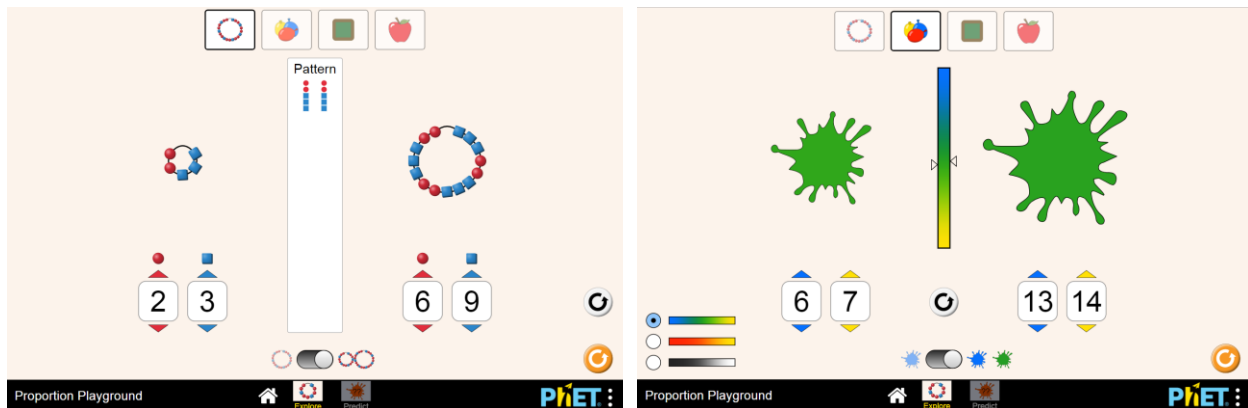 Pattern
2 3
6 9
Proportion Playground
Explore
Predict
PhET
6 7
13 14
Proportion Playground
Explore
Predict
PhET